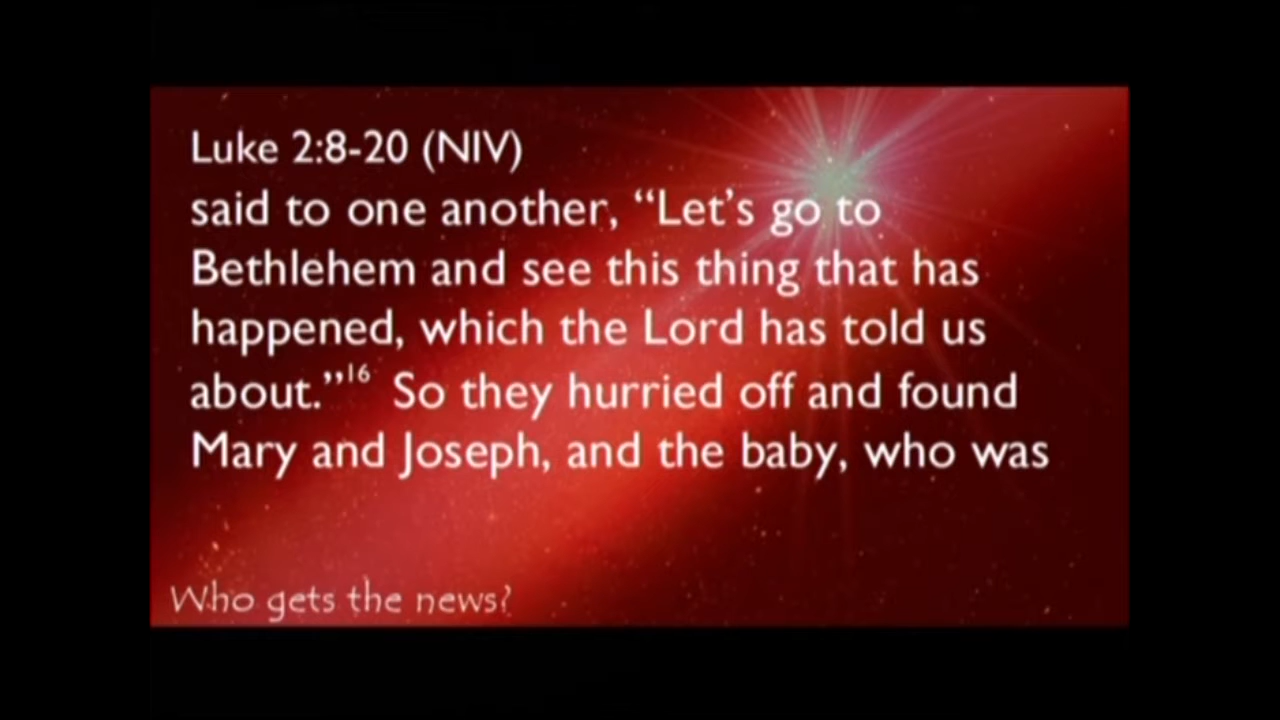 Luke 2:8-20 (NIV)
said to one another, “Let’s go to
Bethlehem and see this thing that has
happened, which the Lord has told us
about.”¹⁶ So they hurried off and found
Mary and Joseph, and the baby, who was
Who gets the news?